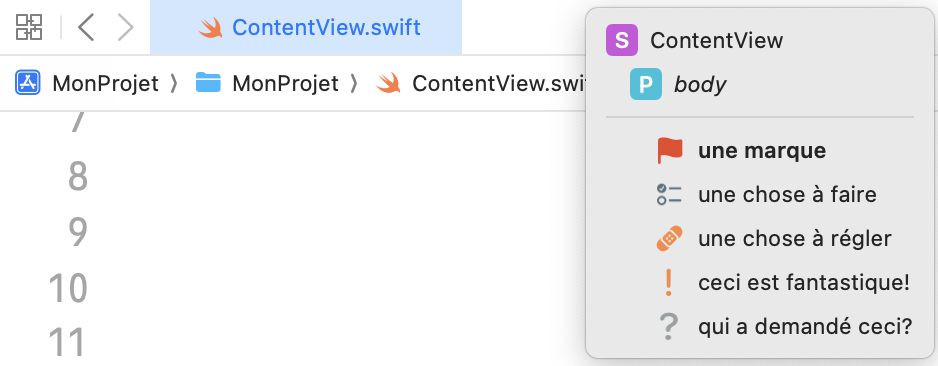 ContentView.swift
MonProjet 〉 MonProjet 〉 ContentView.swi
7
8
9
10
11
S ContentView
P body
une marque
une chose à faire
une chose à régler
ceci est fantastique!
qui a demandé ceci?